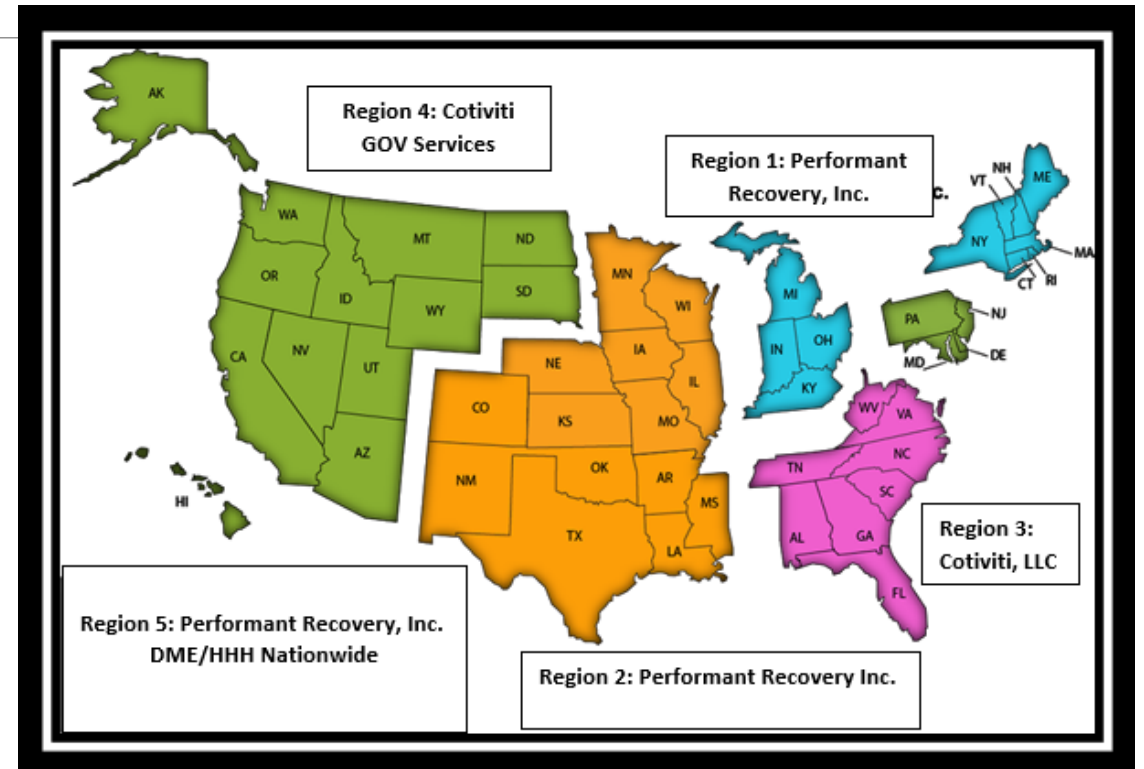 AK
Region 4: Cotiviti
GOV Services
Region 1: Performant
Recovery, Inc.
c.
NH
VT
ME
WA
MT
ND
MN
NY
MA
OR
ID
SD
WI
MI
CT
RI
WY
PA
NJ
CA
NV
UT
NE
IA
IL
IN
OH
KY
MD
DE
CO
KS
MO
WV
VA
AZ
NM
OK
AR
TN
NC
HI
MS
SC
TX
LA
AL
GA
FL
Region 3:
Cotiviti, LLC
Region 5: Performant Recovery, Inc.
DME/HHH Nationwide
Region 2: Performant Recovery Inc.